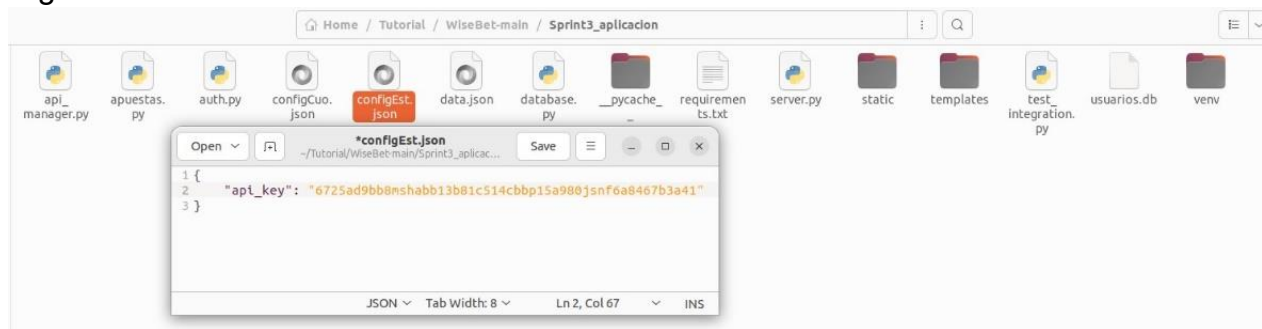 Home / Tutorial / WiseBet-main / Sprint3_aplicacion
api_
manager.py
apuestas.
py
auth.py
configCuo.
json
configEst.
json
data.json
database.
py
__pycache_
_
requiremen
ts.txt
server.py
static
templates
test_
integration.
py
usuarios.db
venv
Open
*configEst.json
~/Tutorial/WiseBet-main/Sprint3_aplicac...
Save
1 {
2 "api_key": "6725ad9bb8mshabb13b81c514cbbp15a980jsnf6a8467b3a41"
3 }
JSON
Tab Width: 8
Ln 2, Col 67
INS